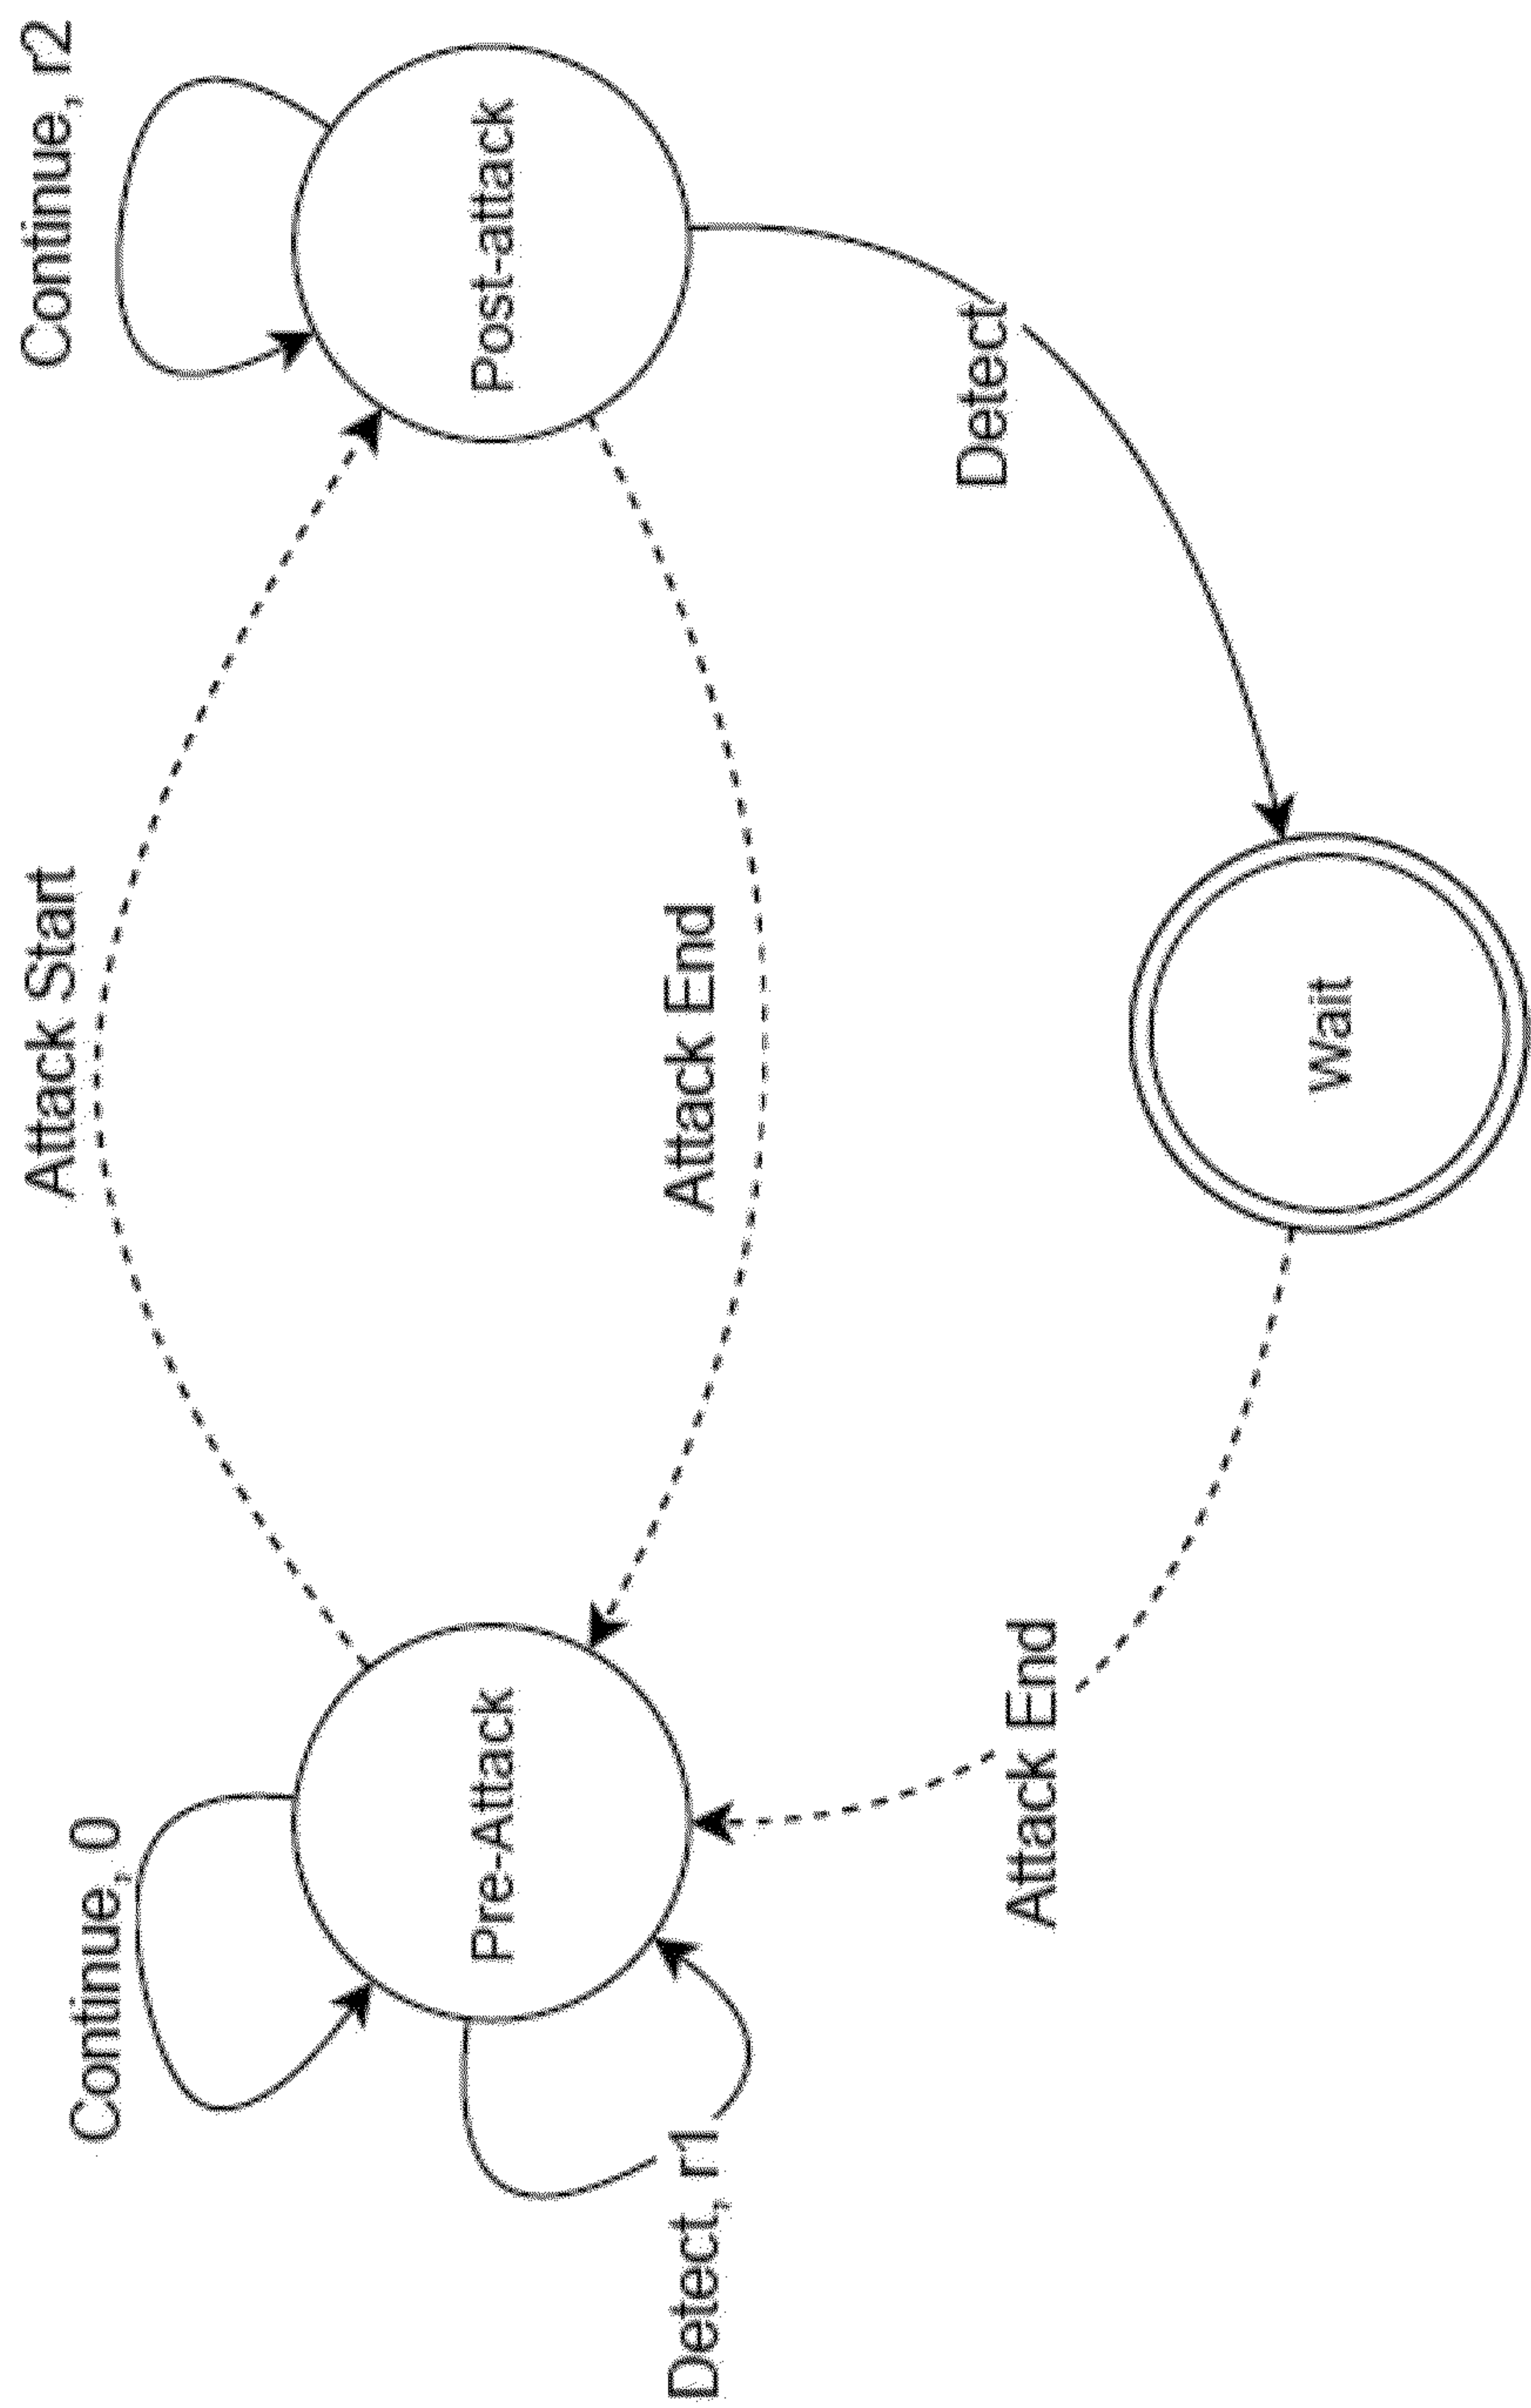 Attack Start
Continue, r2
Continue, 0
Pre-Attack
Post-attack
Attack End
Detect, r1
Detect
Attack End
Wait